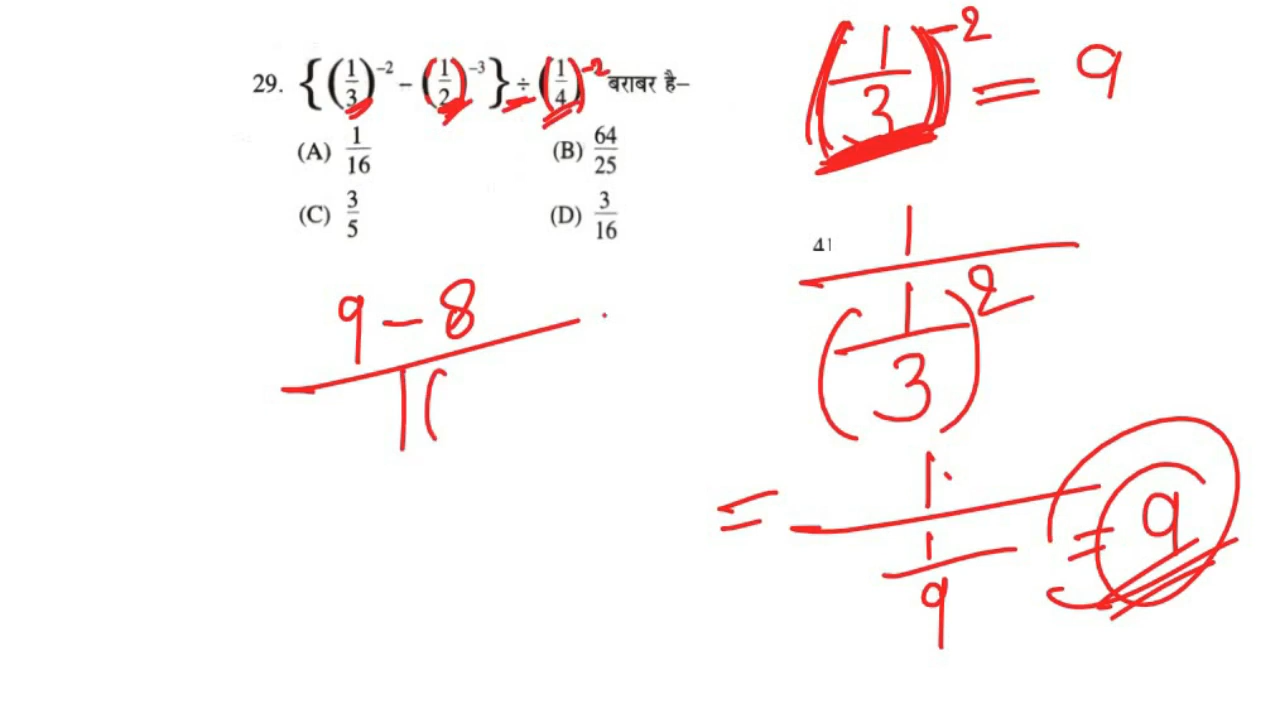 29. {(1/3)^-2 - (1/2)^-3} ÷ (1/4)^-2 बराबर है–
(A) 1/16 (B) 64/25
(C) 3/5 (D) 3/16
(1/3)^-2 = 9
41
1/(1/3)^2
= 1/(1/9) = 9
9 - 8